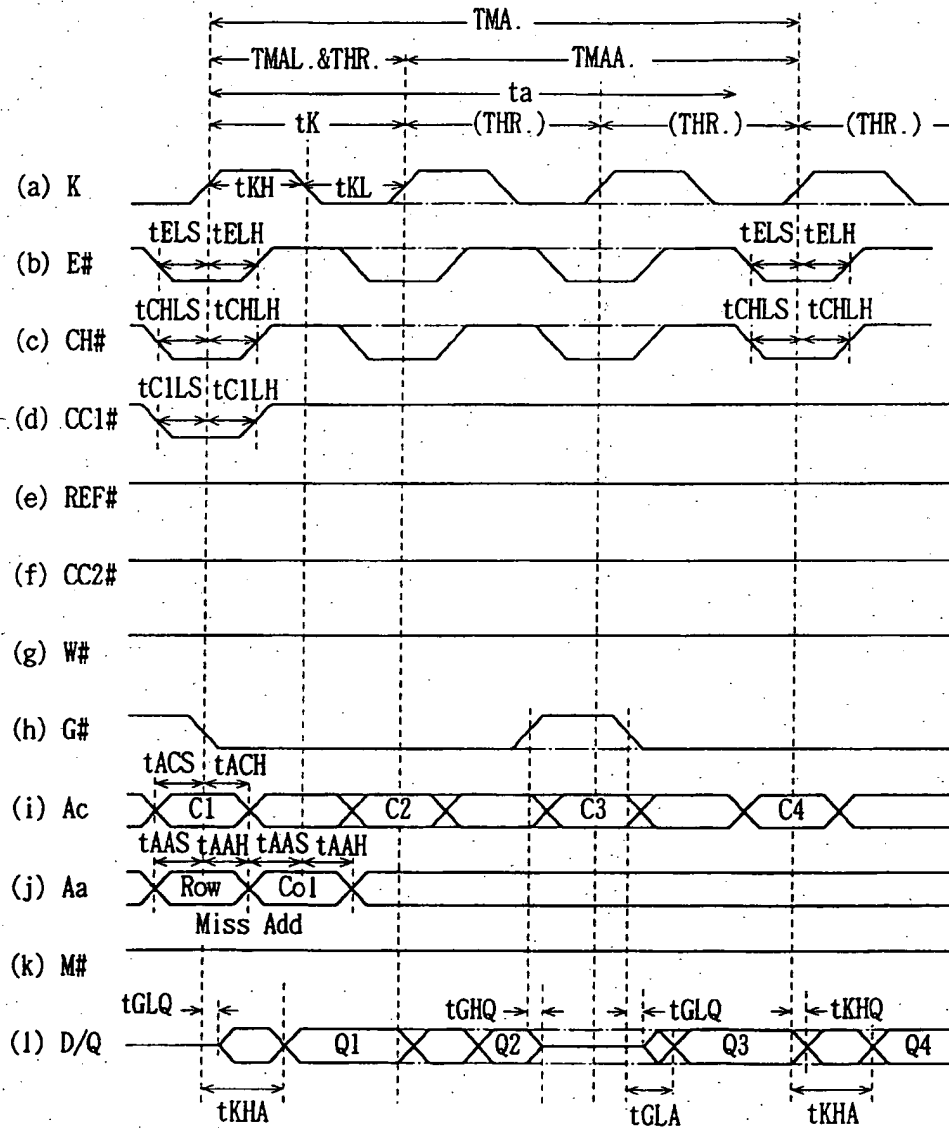 TMA.
TMAL.&THR. TMAA.
ta
tK (THR.) (THR.) (THR.)
(a) K tKH tKL
tELS tELH tELS tELH
(b) E#
tCHLS tCHLH tCHLS tCHLH
(c) CH#
tC1LS tC1LH
(d) CC1#
(e) REF#
(f) CC2#
(g) W#
(h) G#
tACS tACH
(i) Ac C1 C2 C3 C4
tAAS tAAH tAAS tAAH
(j) Aa Row Col
Miss Add
(k) M#
tGLQ tGHQ tGLQ tKHQ
(l) D/Q Q1 Q2 Q3 Q4
tKHA tGLA tKHA